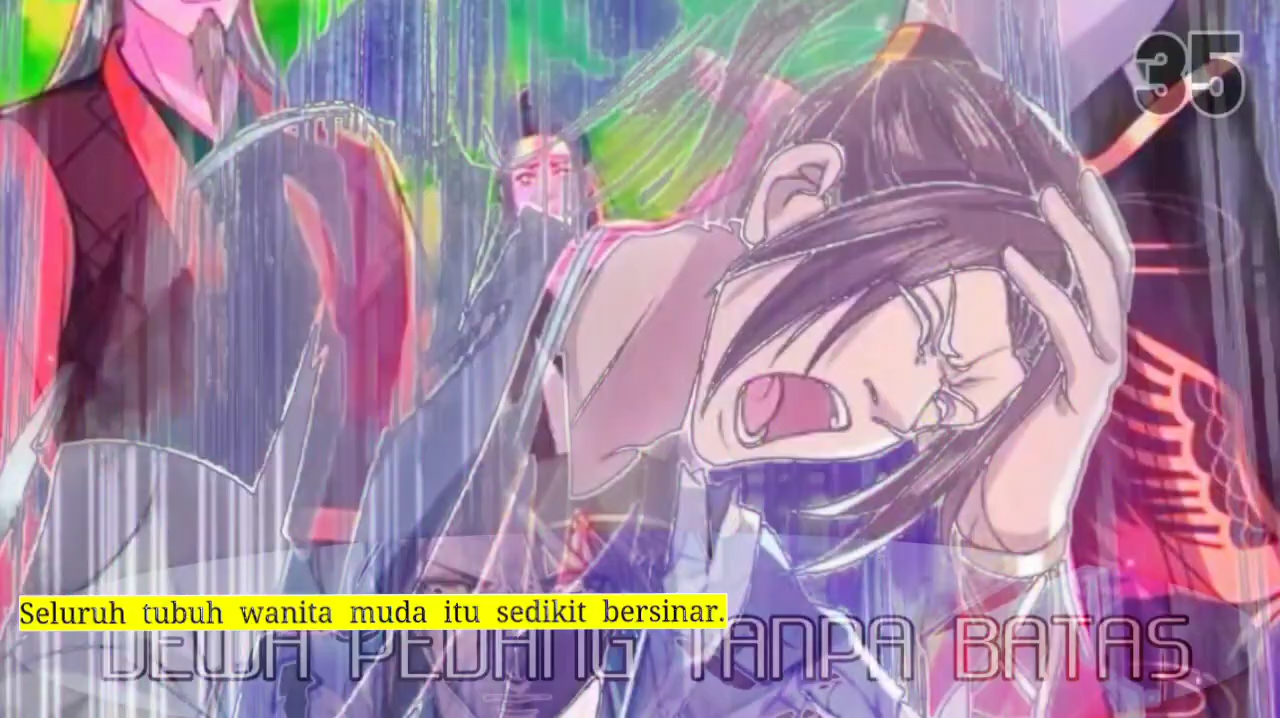 35
Seluruh tubuh wanita muda itu sedikit bersinar.
DEWA PEDANG TANPA BATAS